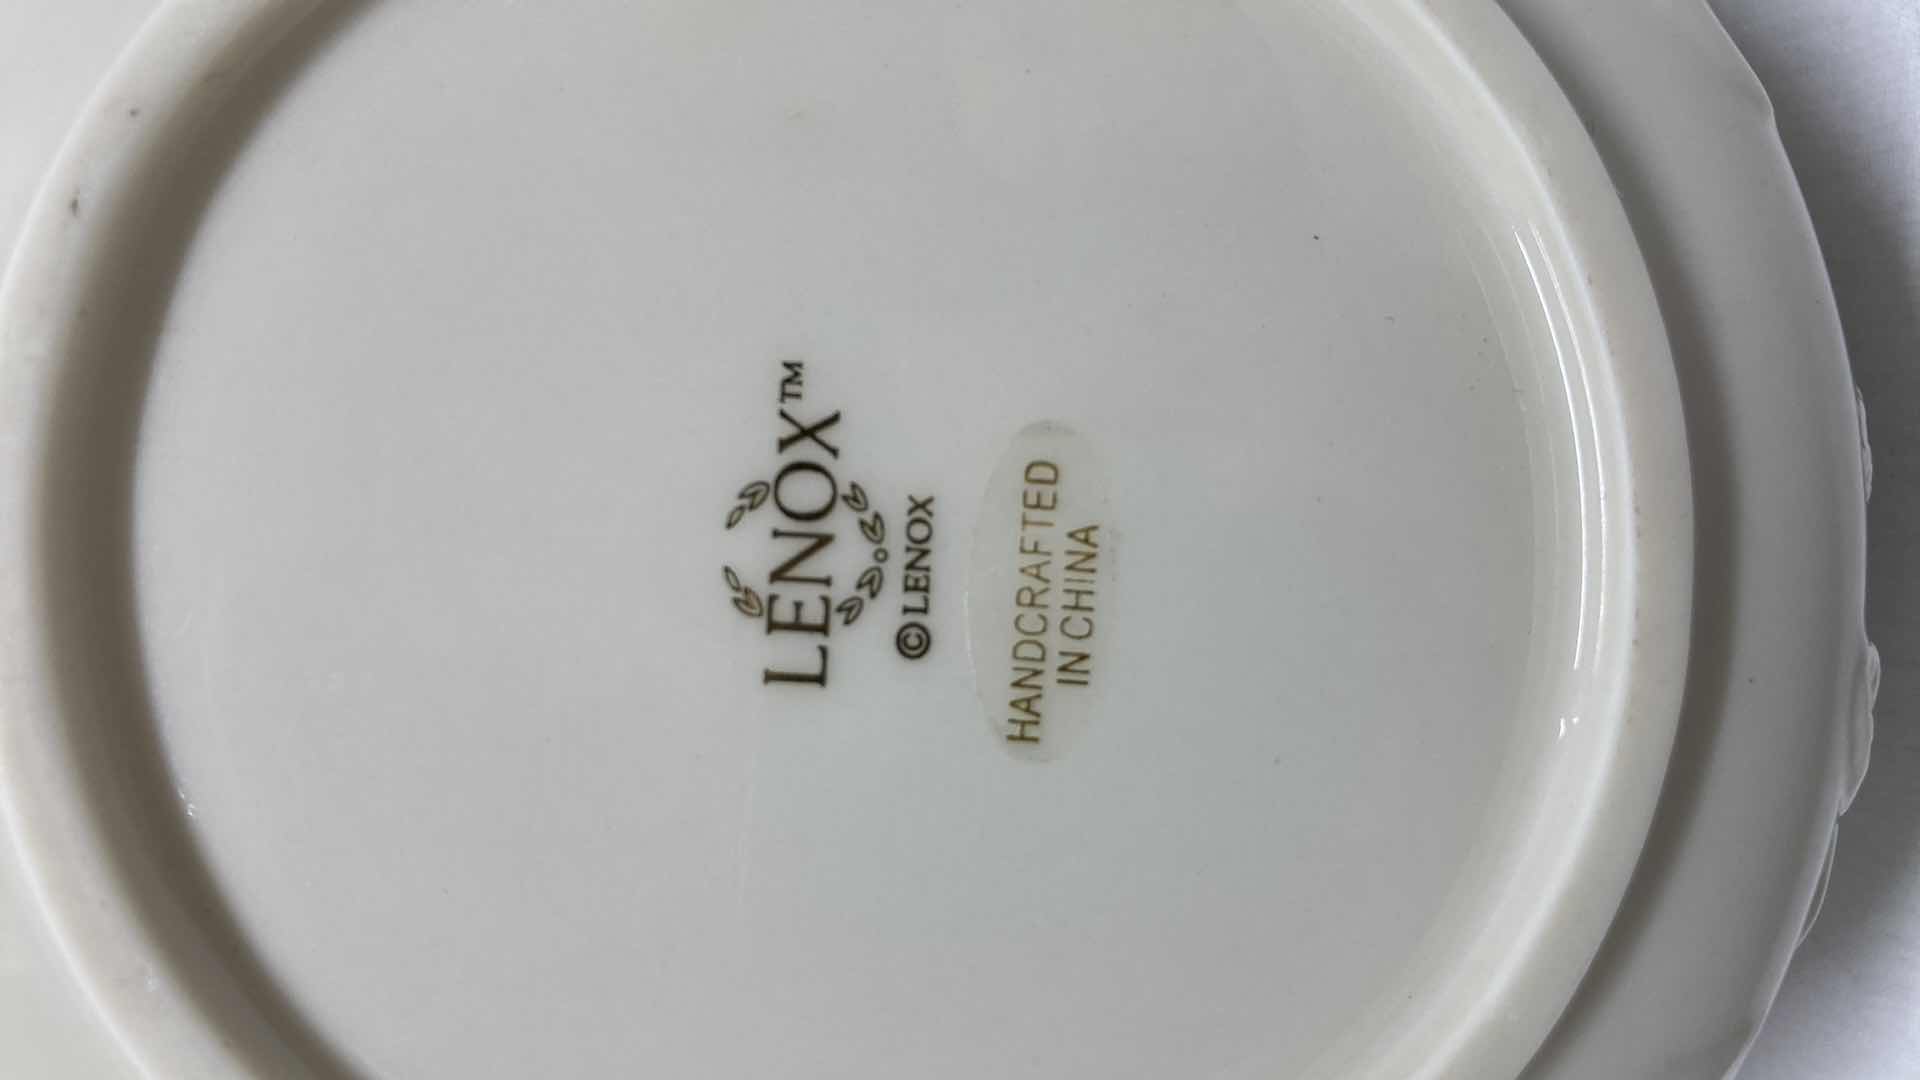 LENOX™
© LENOX
HANDCRAFTED
IN CHINA